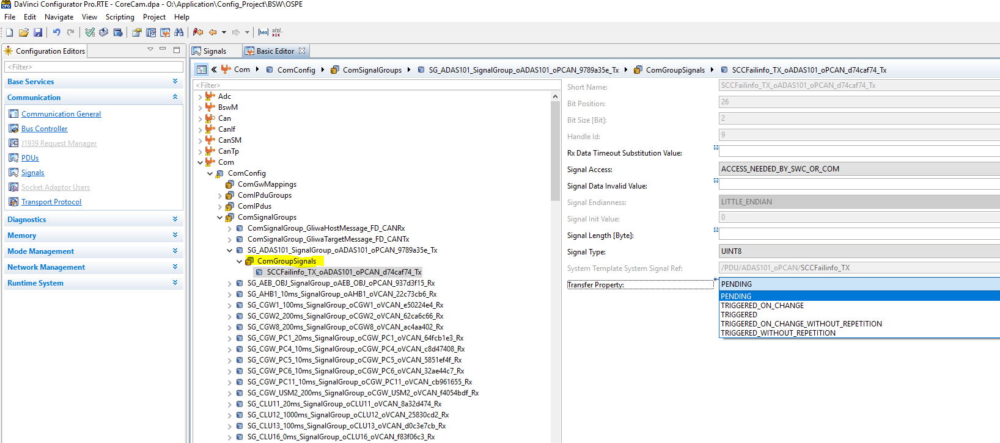 DaVinci Configurator Pro.RTE - CoreCam.dpa - O:\Application\Config_Project\BSW\OSPE
File Edit Navigate View Scripting Project Help
[hex]
Configuration Editors
<Filter>
Base Services
Communication
Communication General
Bus Controller
J1939 Request Manager
PDUs
Signals
Socket Adaptor Users
Transport Protocol
Diagnostics
Memory
Mode Management
Network Management
Runtime System
Signals Basic Editor
Com ComConfig ComSignalGroups SG_ADAS101_SignalGroup_oADAS101_oPCAN_9789a35e_Tx ComGroupSignals SCCFailinfo_TX_oADAS101_oPCAN_d74caf74_Tx
<Filter>
Adc
BswM
Can
CanIf
CanSM
CanTp
Com
ComConfig
ComGwMappings
ComIPduGroups
ComIPdus
ComSignalGroups
ComSignalGroup_GliwaHostMessage_FD_CANRx
ComSignalGroup_GliwaTargetMessage_FD_CANTx
SG_ADAS101_SignalGroup_oADAS101_oPCAN_9789a35e_Tx
ComGroupSignals
SCCFailinfo_TX_oADAS101_oPCAN_d74caf74_Tx
SG_AEB_OBJ_SignalGroup_oAEB_OBJ_oPCAN_937d3f15_Rx
SG_AHB1_10ms_SignalGroup_oAHB1_oVCAN_22c73cb6_Rx
SG_CGW1_100ms_SignalGroup_oCGW1_oVCAN_e50224e4_Rx
SG_CGW2_200ms_SignalGroup_oCGW2_oVCAN_62ca6c66_Rx
SG_CGW8_200ms_SignalGroup_oCGW8_oVCAN_ac4aa402_Rx
SG_CGW_PC1_20ms_SignalGroup_oCGW_PC1_oVCAN_64fcb1e3_Rx
SG_CGW_PC4_10ms_SignalGroup_oCGW_PC4_oVCAN_c8d47408_Rx
SG_CGW_PC5_10ms_SignalGroup_oCGW_PC5_oVCAN_5851ef4f_Rx
SG_CGW_PC6_10ms_SignalGroup_oCGW_PC6_oVCAN_32ae44c7_Rx
SG_CGW_PC11_10ms_SignalGroup_oCGW_PC11_oVCAN_cb961655_Rx
SG_CGW_USM2_200ms_SignalGroup_oCGW_USM2_oVCAN_f4054bdf_Rx
SG_CLU11_20ms_SignalGroup_oCLU11_oVCAN_8a32d474_Rx
SG_CLU12_1000ms_SignalGroup_oCLU12_oVCAN_25830cd2_Rx
SG_CLU13_100ms_SignalGroup_oCLU13_oVCAN_d0c3e7cb_Rx
SG_CLU16_0ms_SignalGroup_oCLU16_oVCAN_f83f06c3_Rx
Short Name: SCCFailinfo_TX_oADAS101_oPCAN_d74caf74_Tx
Bit Position: 26
Bit Size [Bit]: 2
Handle Id: 9
Rx Data Timeout Substitution Value:
Signal Access: ACCESS_NEEDED_BY_SWC_OR_COM
Signal Data Invalid Value:
Signal Endianness: LITTLE_ENDIAN
Signal Init Value: 0
Signal Length [Byte]:
Signal Type: UINT8
System Template System Signal Ref: /PDU/ADAS101_oPCAN/SCCFailinfo_TX
Transfer Property: PENDING
PENDING
TRIGGERED_ON_CHANGE
TRIGGERED
TRIGGERED_ON_CHANGE_WITHOUT_REPETITION
TRIGGERED_WITHOUT_REPETITION